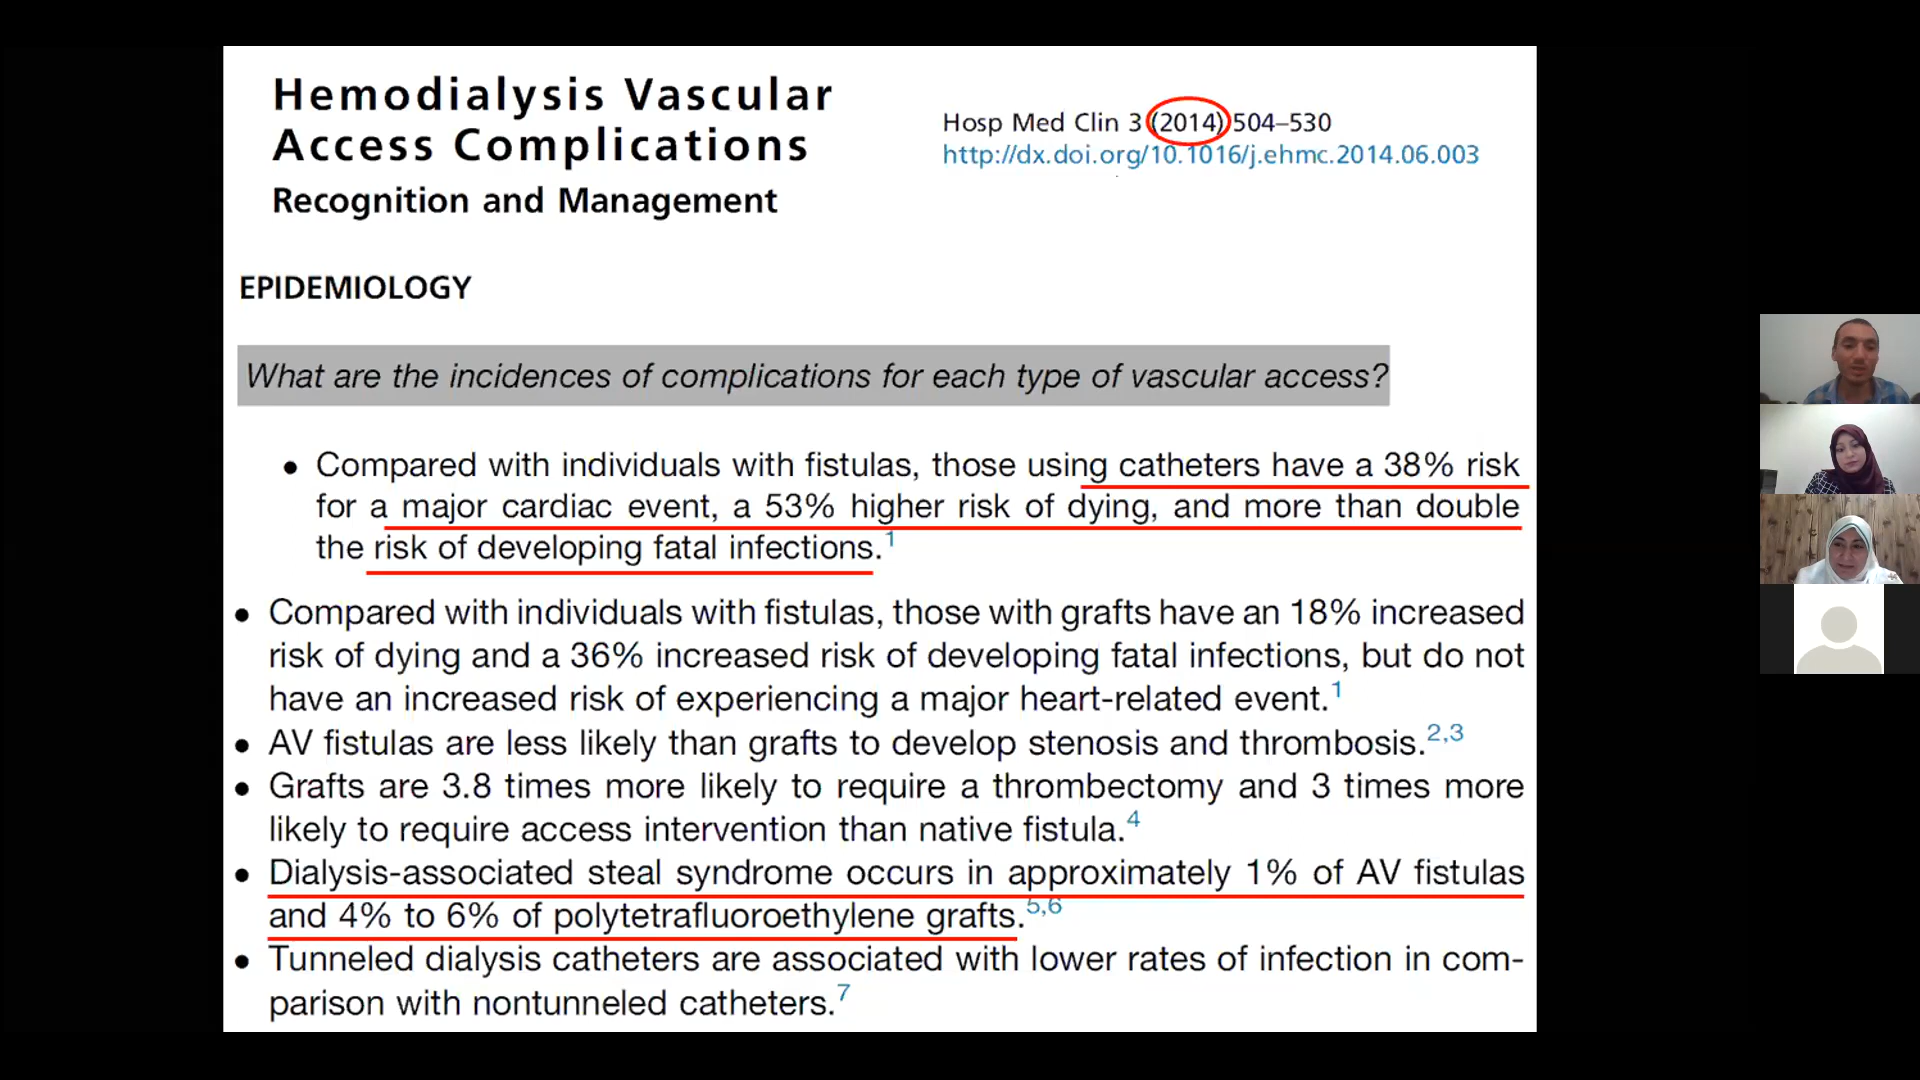 Hemodialysis Vascular
Access Complications
Recognition and Management
Hosp Med Clin 3 (2014) 504–530
http://dx.doi.org/10.1016/j.ehmc.2014.06.003
EPIDEMIOLOGY
What are the incidences of complications for each type of vascular access?
• Compared with individuals with fistulas, those using catheters have a 38% risk
for a major cardiac event, a 53% higher risk of dying, and more than double
the risk of developing fatal infections.1
• Compared with individuals with fistulas, those with grafts have an 18% increased
risk of dying and a 36% increased risk of developing fatal infections, but do not
have an increased risk of experiencing a major heart-related event.1
• AV fistulas are less likely than grafts to develop stenosis and thrombosis.2,3
• Grafts are 3.8 times more likely to require a thrombectomy and 3 times more
likely to require access intervention than native fistula.4
• Dialysis-associated steal syndrome occurs in approximately 1% of AV fistulas
and 4% to 6% of polytetrafluoroethylene grafts.5,6
• Tunneled dialysis catheters are associated with lower rates of infection in com-
parison with nontunneled catheters.7